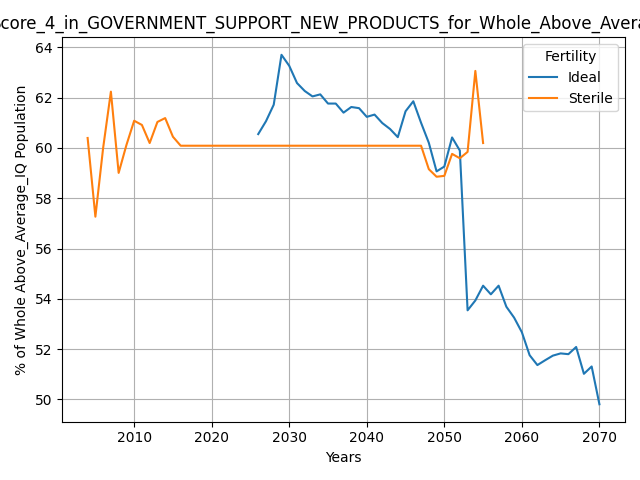 core_4_in_GOVERNMENT_SUPPORT_NEW_PRODUCTS_for_Whole_Above_Avera
Fertility
Ideal
Sterile
% of Whole Above_Average_IQ Population
64
62
60
58
56
54
52
50
2010
2020
2030
2040
2050
2060
2070
Years